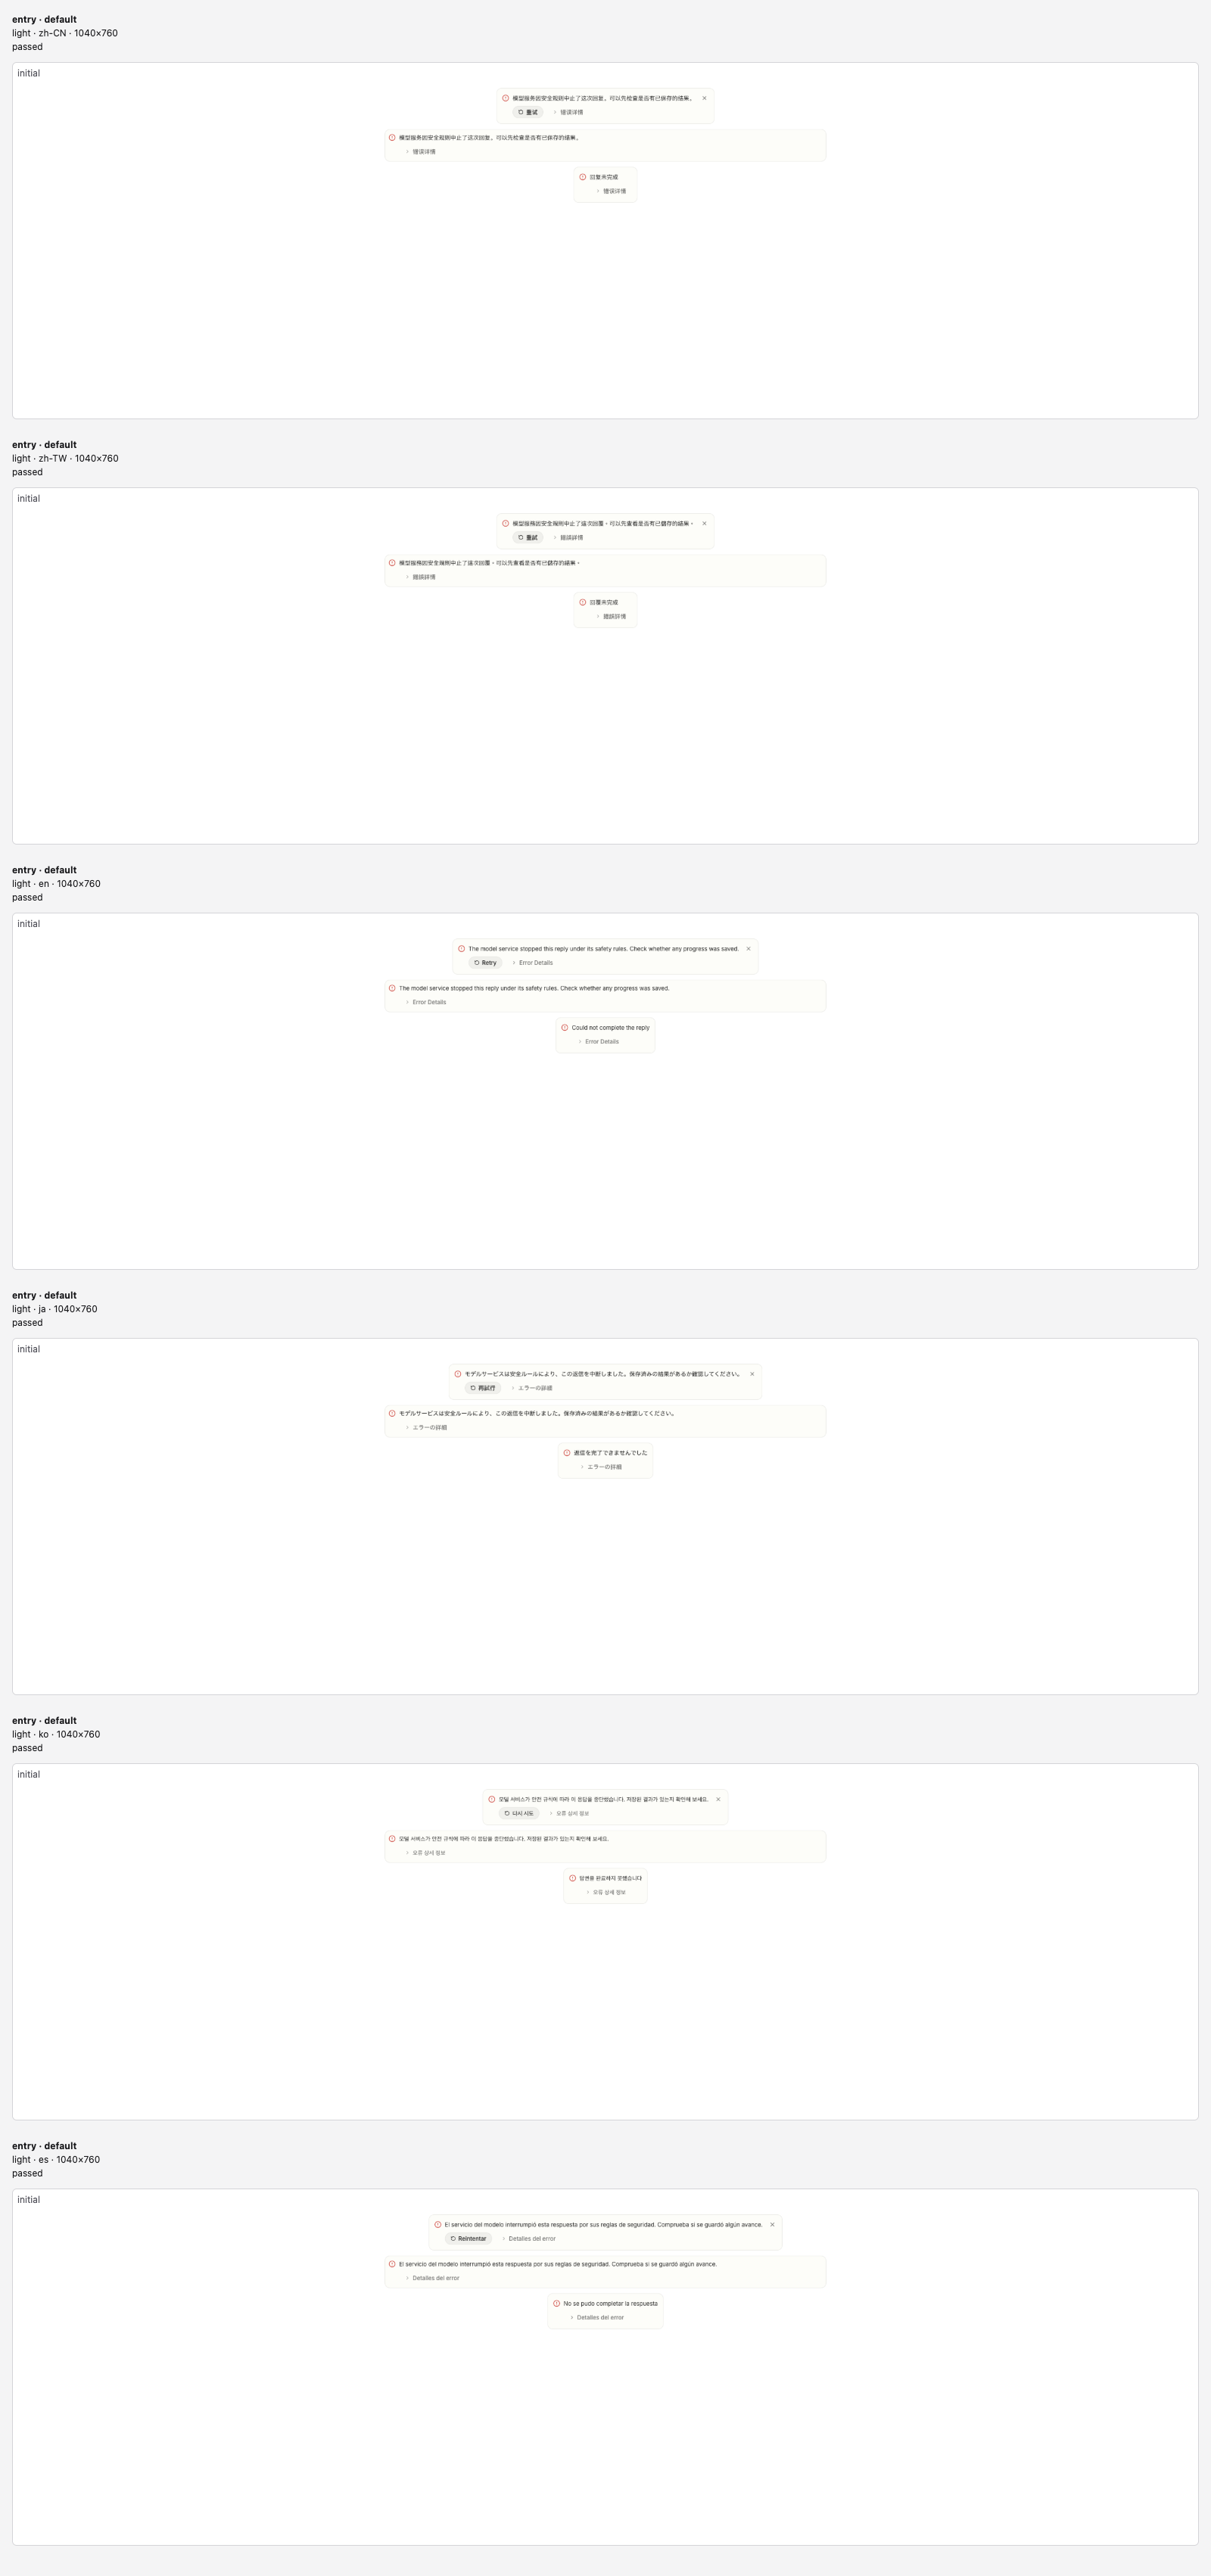 entry · default
light · zh-CN · 1040×760
passed
initial
模型服务因安全规则中止了这次回复。可以先检查是否有已保存的结果。
重试
错误详情
模型服务因安全规则中止了这次回复。可以先检查是否有已保存的结果。
错误详情
回复未完成
错误详情
entry · default
light · zh-TW · 1040×760
passed
initial
模型服務因安全規則中止了這次回覆。可以先查看是否有已儲存的結果。
重試
錯誤詳情
模型服務因安全規則中止了這次回覆。可以先查看是否有已儲存的結果。
錯誤詳情
回覆未完成
錯誤詳情
entry · default
light · en · 1040×760
passed
initial
The model service stopped this reply under its safety rules. Check whether any progress was saved.
Retry
Error Details
The model service stopped this reply under its safety rules. Check whether any progress was saved.
Error Details
Could not complete the reply
Error Details
entry · default
light · ja · 1040×760
passed
initial
モデルサービスは安全ルールにより、この返信を中断しました。保存済みの結果があるか確認してください。
再試行
エラーの詳細
モデルサービスは安全ルールにより、この返信を中断しました。保存済みの結果があるか確認してください。
エラーの詳細
返信を完了できませんでした
エラーの詳細
entry · default
light · ko · 1040×760
passed
initial
모델 서비스가 안전 규칙에 따라 이 응답을 중단했습니다. 저장된 결과가 있는지 확인해 보세요.
다시 시도
오류 상세 정보
모델 서비스가 안전 규칙에 따라 이 응답을 중단했습니다. 저장된 결과가 있는지 확인해 보세요.
오류 상세 정보
답변을 완료하지 못했습니다
오류 상세 정보
entry · default
light · es · 1040×760
passed
initial
El servicio del modelo interrumpió esta respuesta por sus reglas de seguridad. Comprueba si se guardó algún avance.
Reintentar
Detalles del error
El servicio del modelo interrumpió esta respuesta por sus reglas de seguridad. Comprueba si se guardó algún avance.
Detalles del error
No se pudo completar la respuesta
Detalles del error